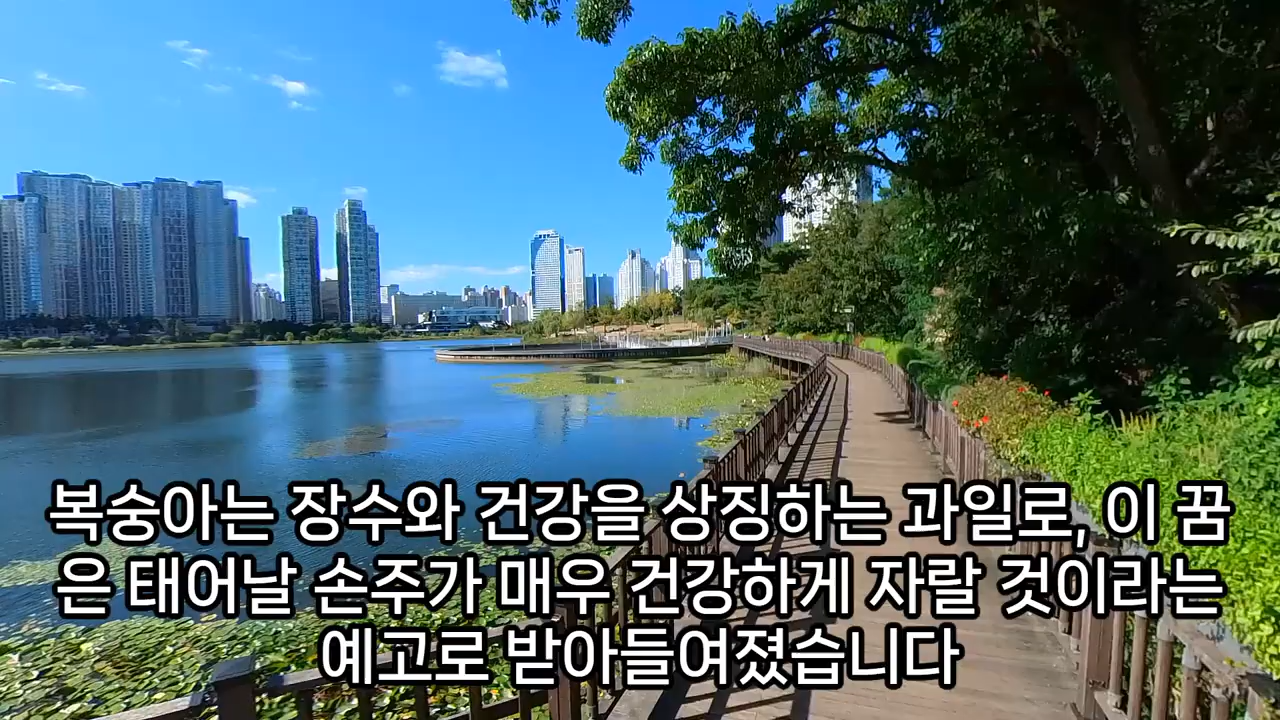 복숭아는 장수와 건강을 상징하는 과일로, 이 꿈
은 태어날 손주가 매우 건강하게 자랄 것이라는
예고로 받아들여졌습니다